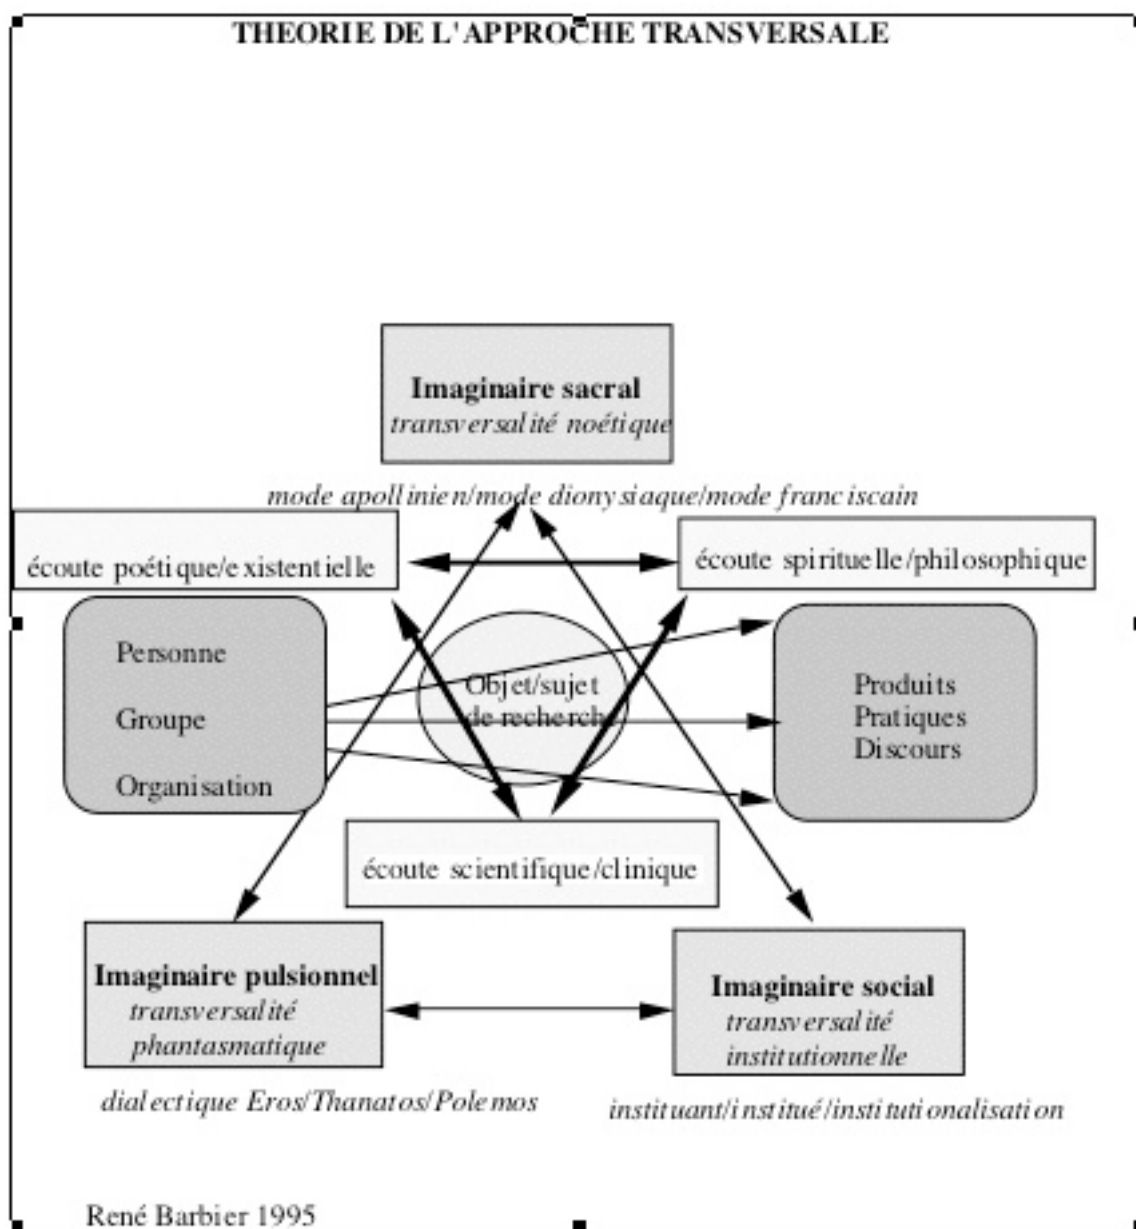 THEORIE DE L'APPROCHE TRANSVERSALE
Imaginaire sacral
transversalité noétique
mode apollinien/mode dionysiaque/mode franciscain
écoute poétique/existentielle
écoute spirituelle/philosophique
Personne
Groupe
Organisation
Objet/sujet
de recherche
Produits
Pratiques
Discours
écoute scientifique/clinique
Imaginaire pulsionnel
transversalité
phantasmatique
dialectique Eros/Thanatos/Polemos
Imaginaire social
transversalité
institutionnelle
instituant/institué/institutionalisation
René Barbier 1995